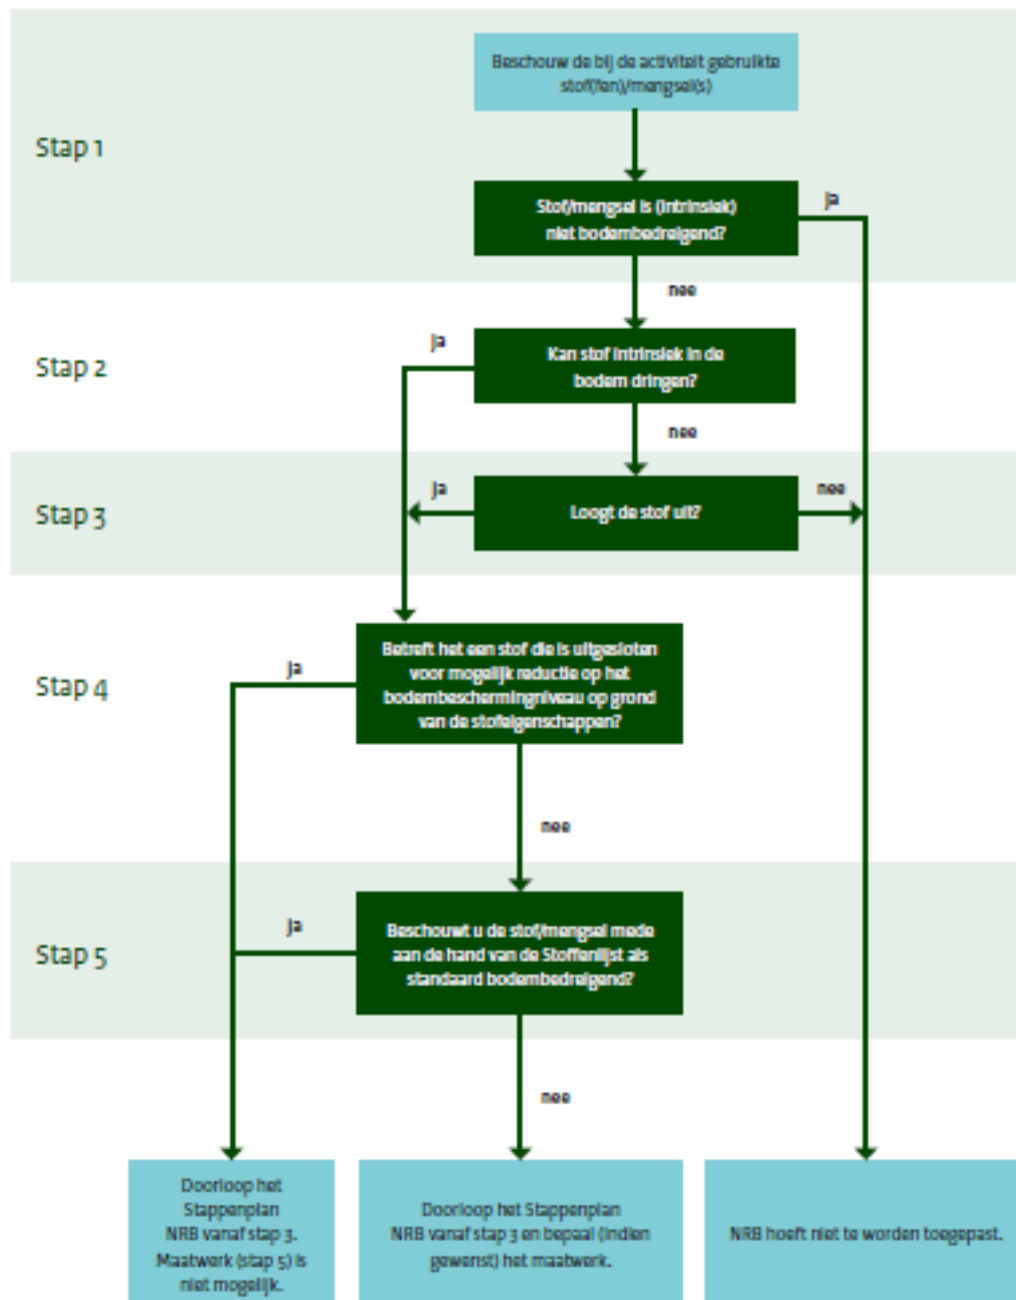 Beschouw de bij de activiteit gebruikte
stof(fen)/mengsel(s)
Stap 1
Stof/mengsel is (intrinsiek)
niet bodembedreigend?
ja
nee
Stap 2
ja
Kan stof intrinsiek in de
bodem dringen?
nee
Stap 3
ja
Loogt de stof uit?
nee
Stap 4
ja
Betreft het een stof die is uitgesloten
voor mogelijk reductie op het
bodembeschermingniveau op grond
van de stofeigenschappen?
nee
Stap 5
ja
Beschouwt u de stof/mengsel mede
aan de hand van de Stoffenlijst als
standaard bodembedreigend?
nee
Doorloop het
Stappenplan
NRB vanaf stap 3.
Maatwerk (stap 5) is
niet mogelijk.
Doorloop het Stappenplan
NRB vanaf stap 3 en bepaal (indien
gewenst) het maatwerk.
NRB hoeft niet te worden toegepast.